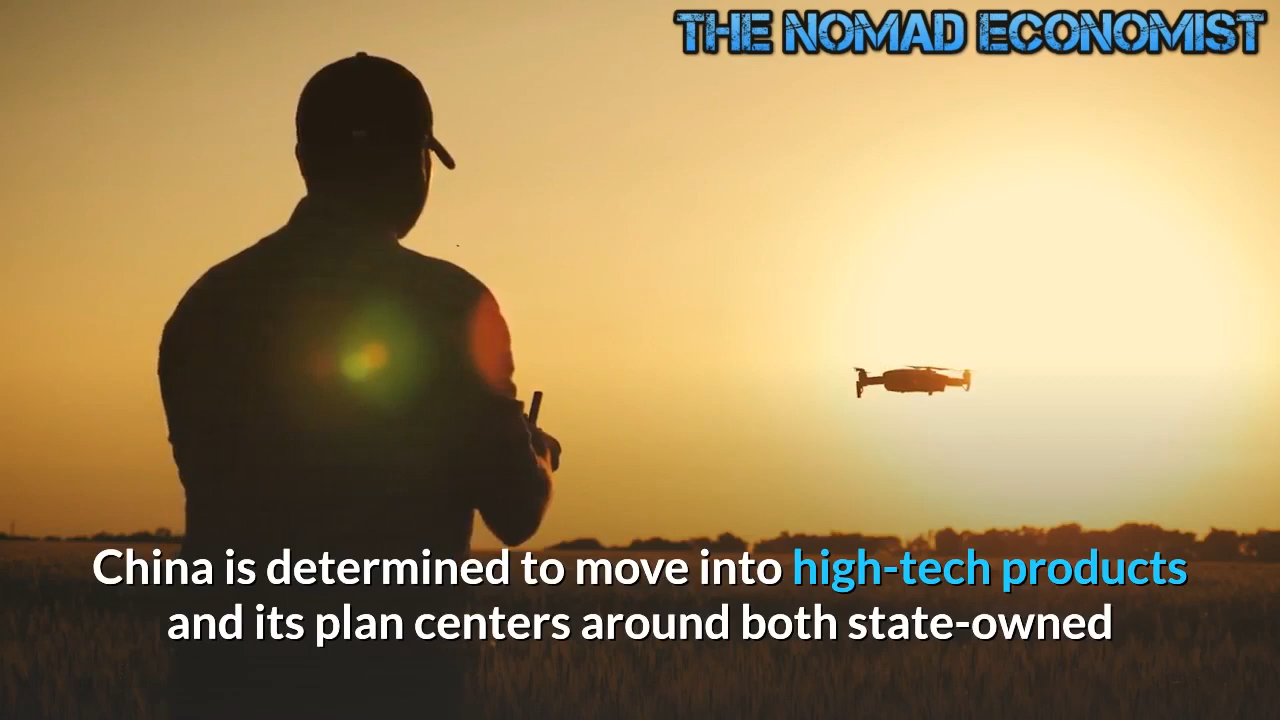 THE NOMAD ECONOMIST
China is determined to move into high-tech products
and its plan centers around both state-owned